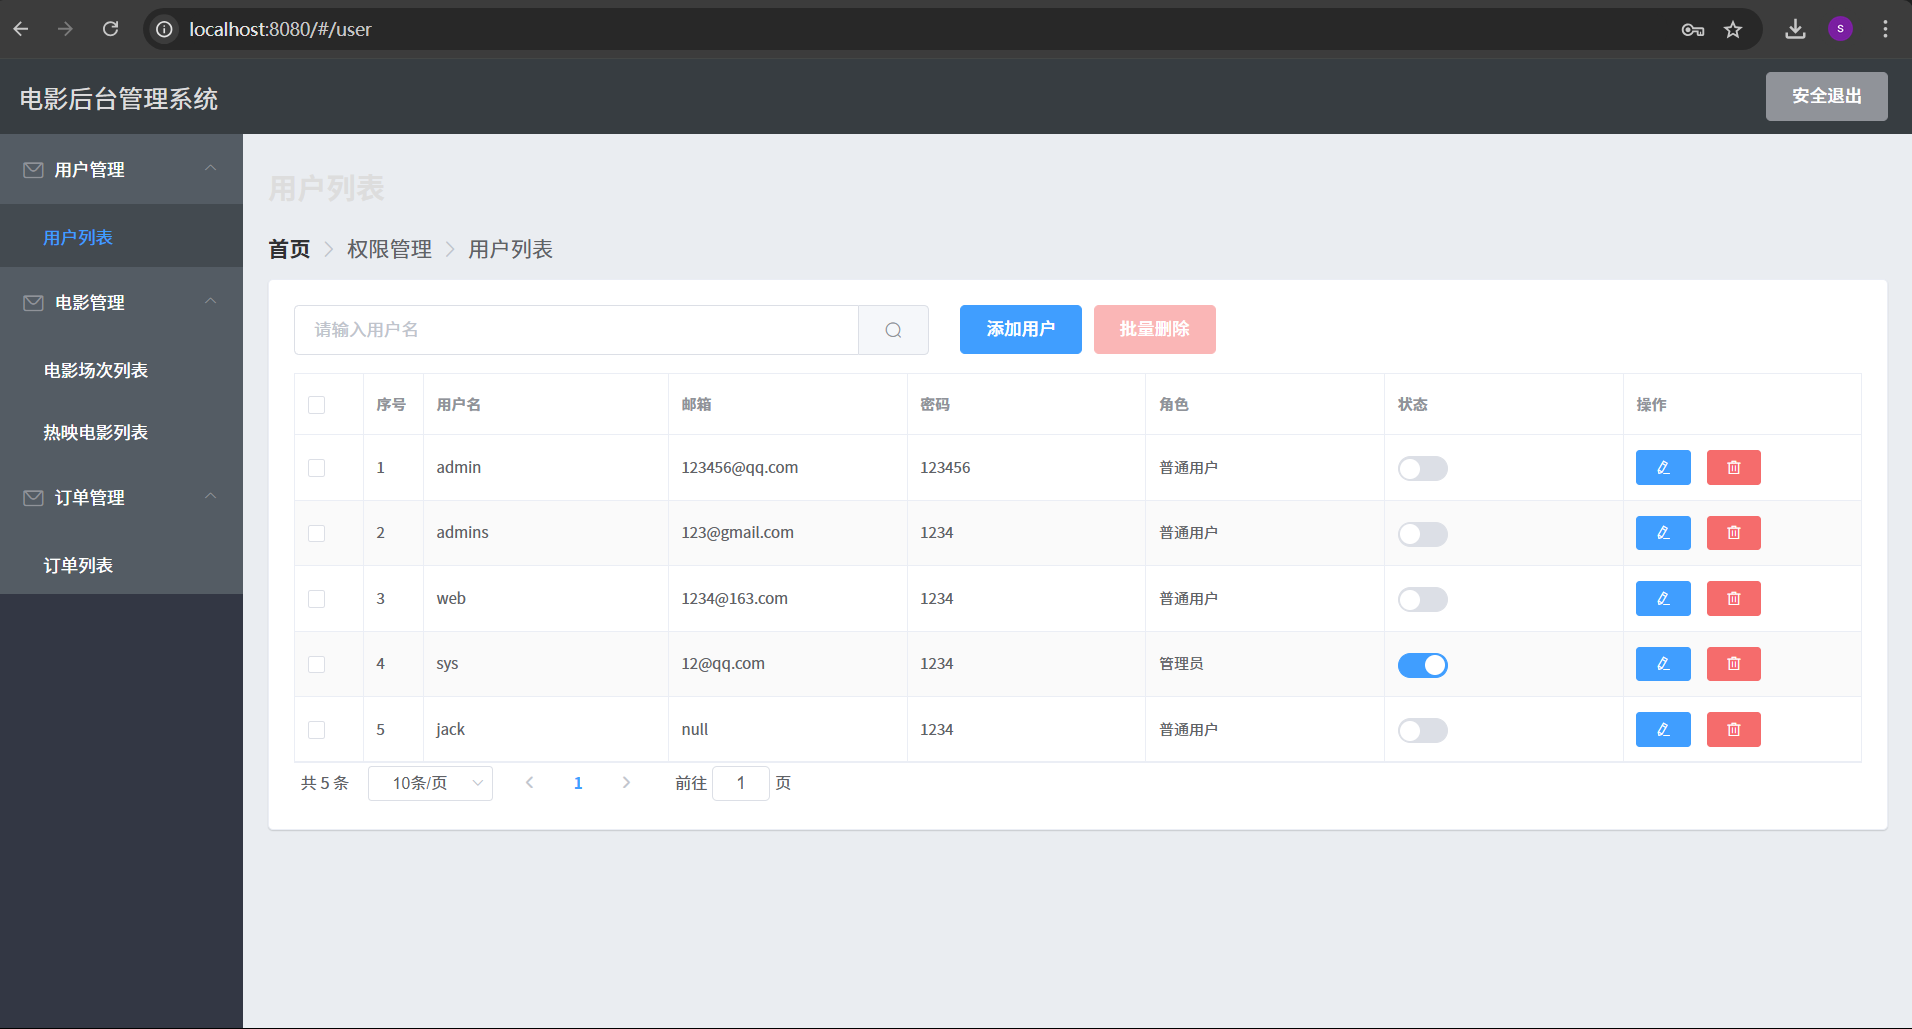 localhost:8080/#/user
S
电影后台管理系统
安全退出
用户管理
用户列表
电影管理
电影场次列表
热映电影列表
订单管理
订单列表
用户列表
首页 权限管理 用户列表
请输入用户名
添加用户 批量删除
序号 用户名 邮箱 密码 角色 状态 操作
1 admin 123456@qq.com 123456 普通用户
2 admins 123@gmail.com 1234 普通用户
3 web 1234@163.com 1234 普通用户
4 sys 12@qq.com 1234 管理员
5 jack null 1234 普通用户
共 5 条 10条/页 1 前往 1 页